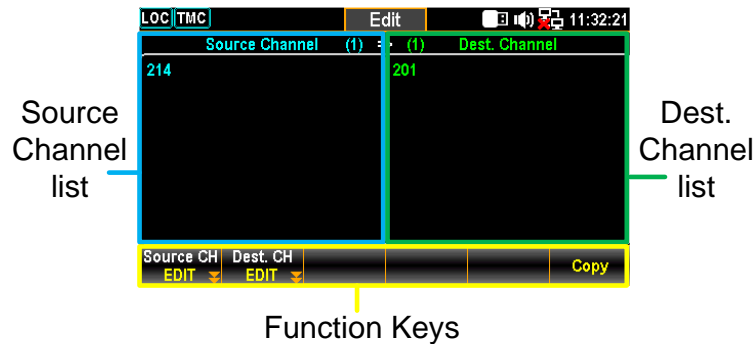 LOC TMC Edit 11:32:21
Source Channel (1) (1) Dest. Channel
214 201
Source
Channel
list
Dest.
Channel
list
Source CH Dest. CH
EDIT EDIT Copy
Function Keys